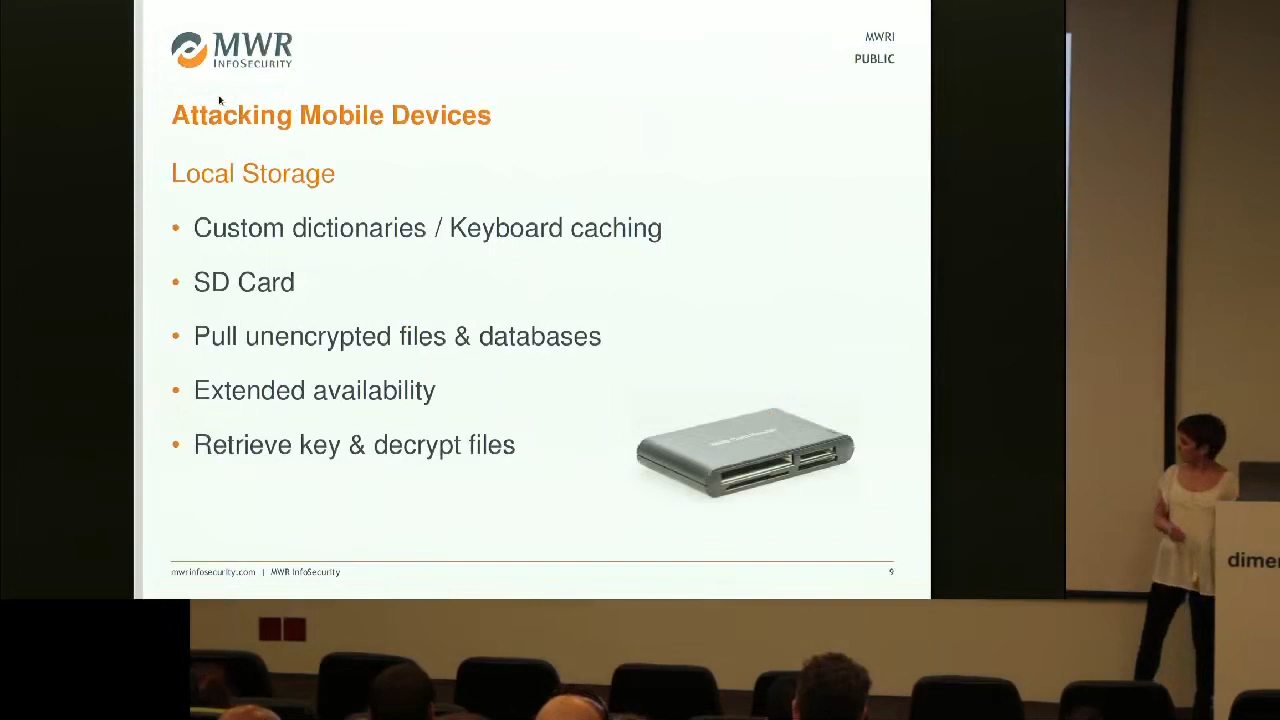 MWR
INFOSECURITY
MWRI
PUBLIC
Attacking Mobile Devices
Local Storage
• Custom dictionaries / Keyboard caching
• SD Card
• Pull unencrypted files & databases
• Extended availability
• Retrieve key & decrypt files
mwrinfosecurity.com | MWR InfoSecurity
9
dimen